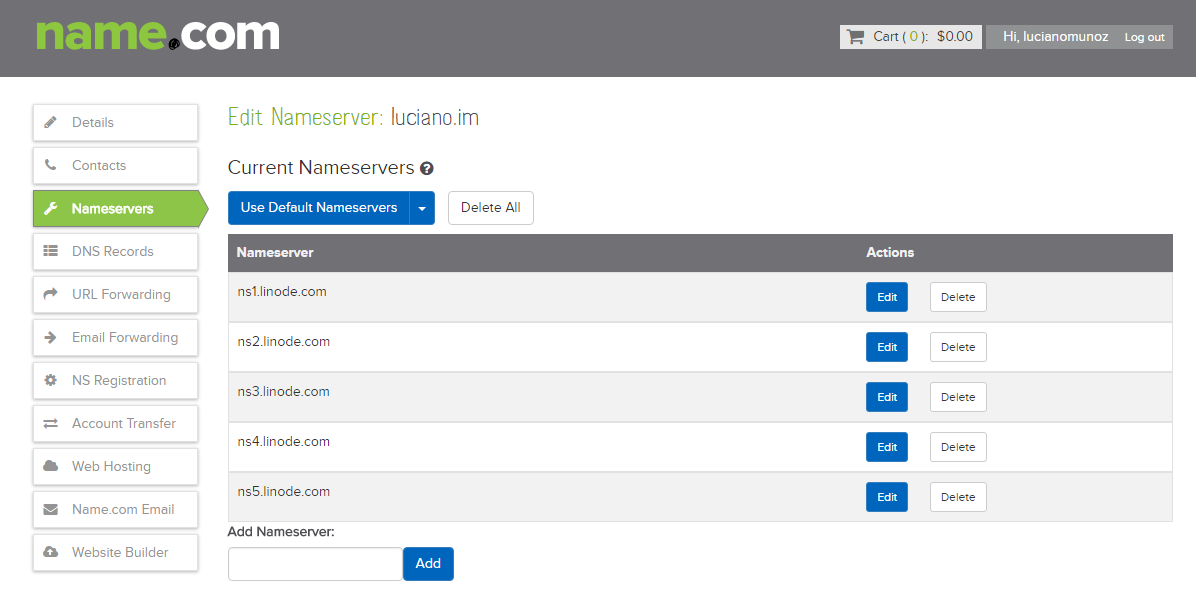 name.com
Cart ( 0 ): $0.00
Hi, lucianomunoz Log out
Details
Contacts
Nameservers
DNS Records
URL Forwarding
Email Forwarding
NS Registration
Account Transfer
Web Hosting
Name.com Email
Website Builder
Edit Nameserver: luciano.im
Current Nameservers ?
Use Default Nameservers Delete All
Nameserver Actions
ns1.linode.com Edit Delete
ns2.linode.com Edit Delete
ns3.linode.com Edit Delete
ns4.linode.com Edit Delete
ns5.linode.com Edit Delete
Add Nameserver:
Add